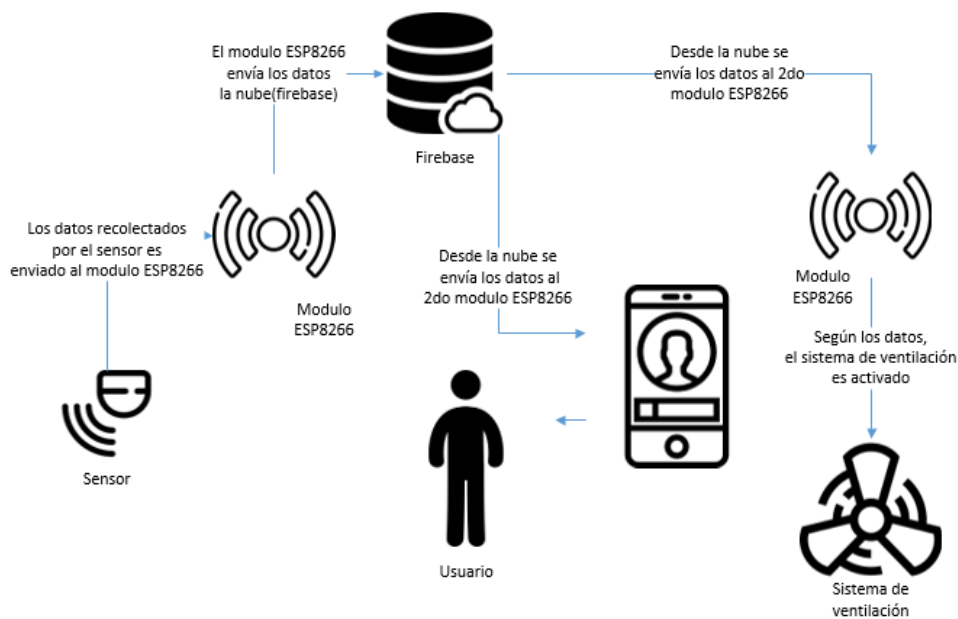 El modulo ESP8266
envía los datos
la nube(firebase)
Desde la nube se
envía los datos al 2do
modulo ESP8266
Firebase
Los datos recolectados
por el sensor es
enviado al modulo ESP8266
Desde la nube se
envía los datos al
2do modulo ESP8266
Modulo
ESP8266
Modulo
ESP8266
Según los datos,
el sistema de ventilación
es activado
Sensor
Usuario
Sistema de
ventilación